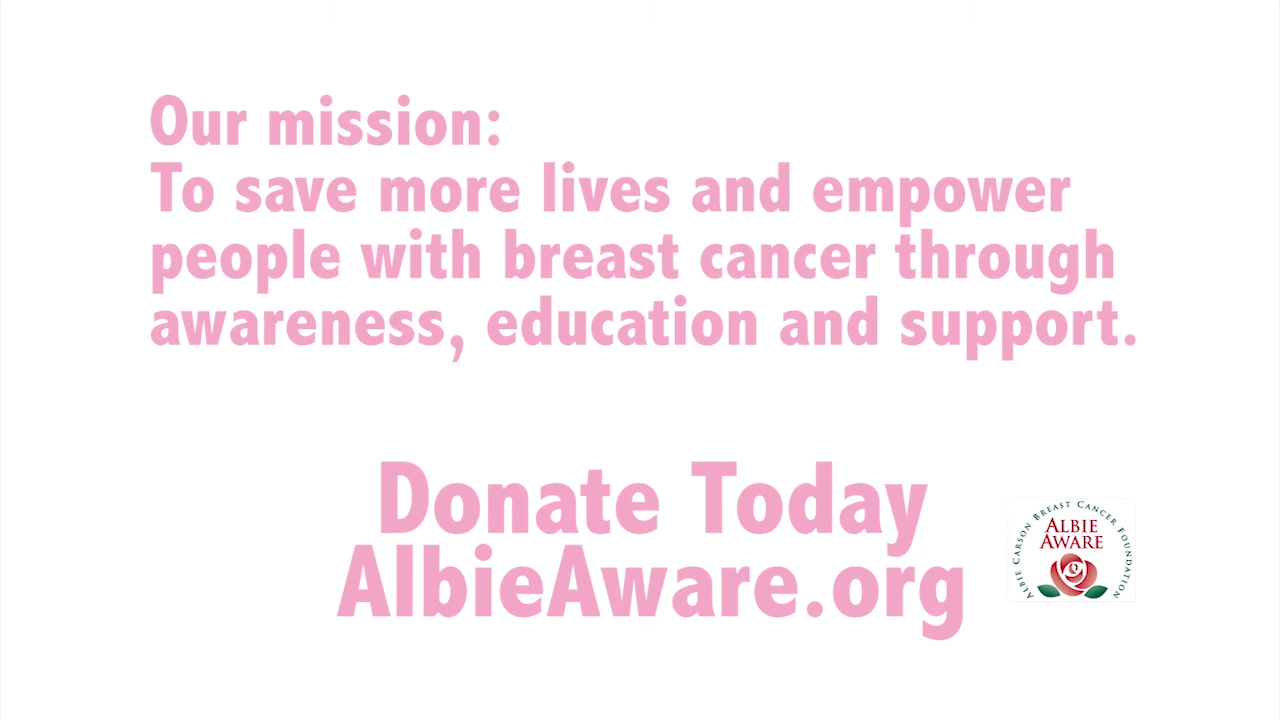 Our mission:
To save more lives and empower
people with breast cancer through
awareness, education and support.
Donate Today
AlbieAware.org
ALBIE CARSON BREAST CANCER FOUNDATION
ALBIE
AWARE